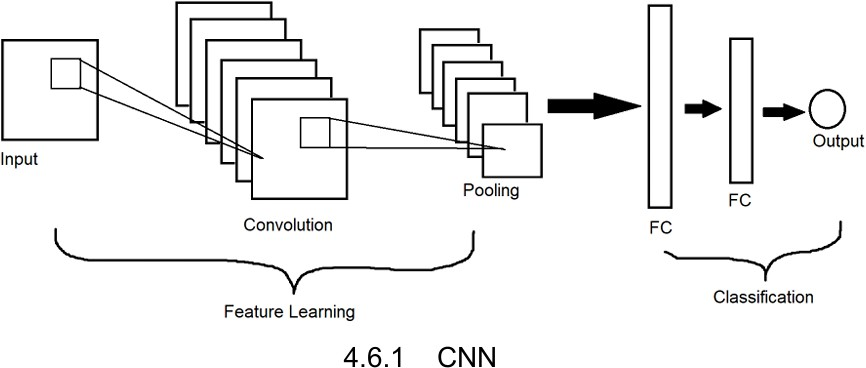 Input
Convolution
Pooling
FC
FC
Output
Feature Learning
Classification
4.6.1 CNN